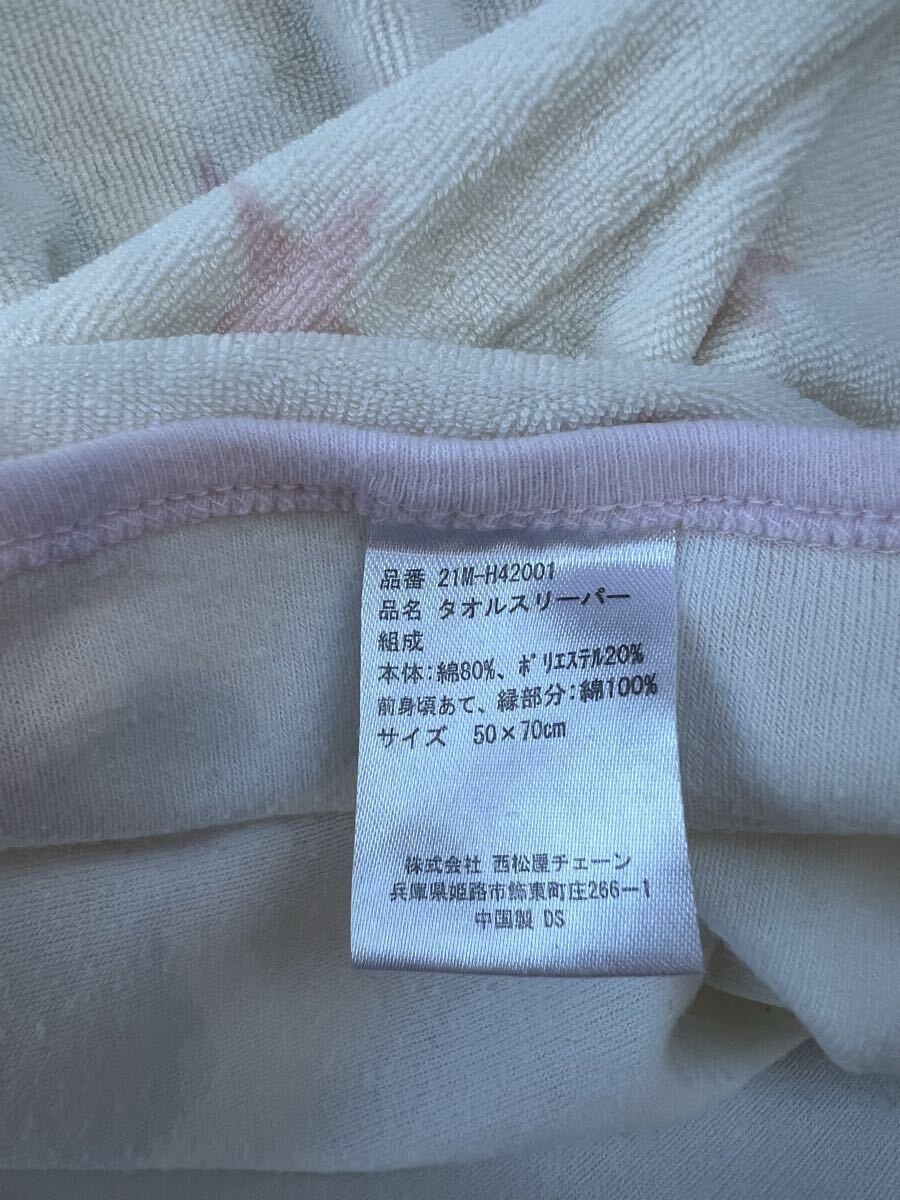 品番 21M-H42001
品名 タオルスリーパー
組成
本体:綿80%、ポリエステル20%
前身頃あて、縁部分:綿100%
サイズ 50×70cm
株式会社 西松屋チェーン
兵庫県姫路市飾東町庄266-1
中国製 DS